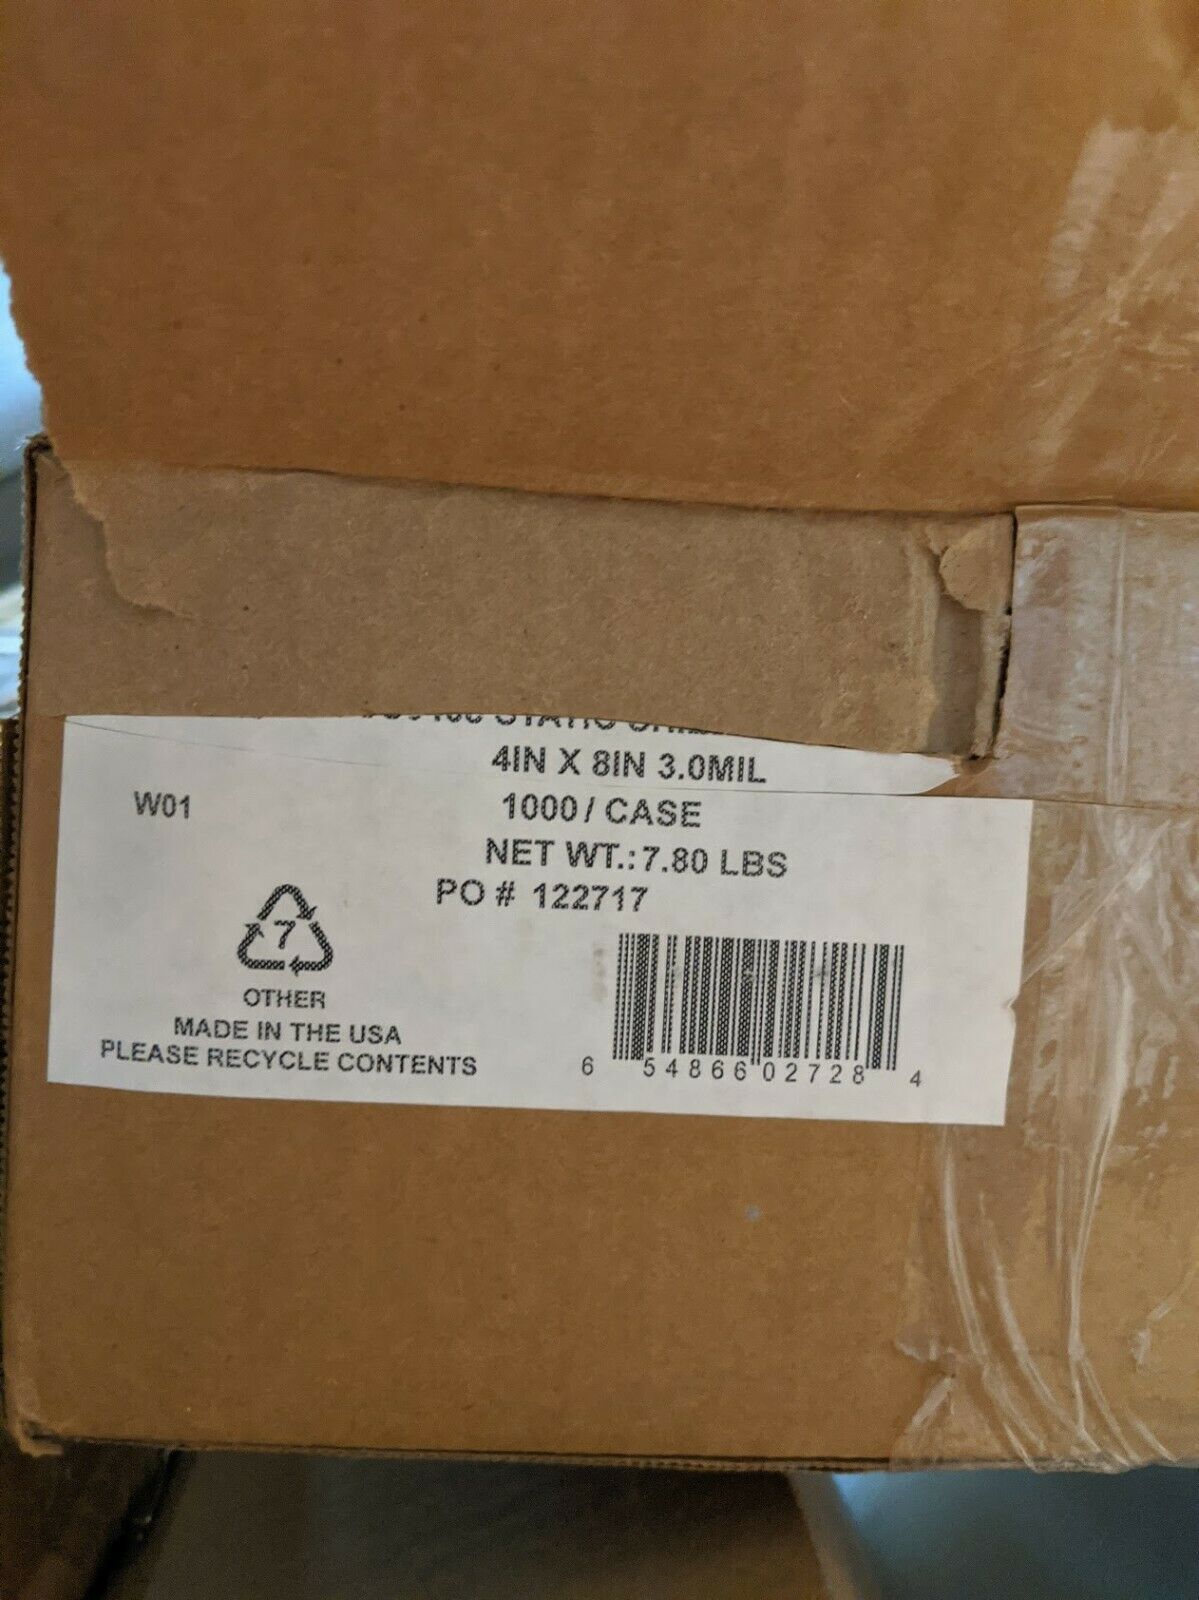 STATIC
4IN X 8IN 3.0MIL
W01
1000/ CASE
NET WT.: 7.80 LBS
PO # 122717
7
OTHER
MADE IN THE USA
PLEASE RECYCLE CONTENTS
6 54866 02728 4